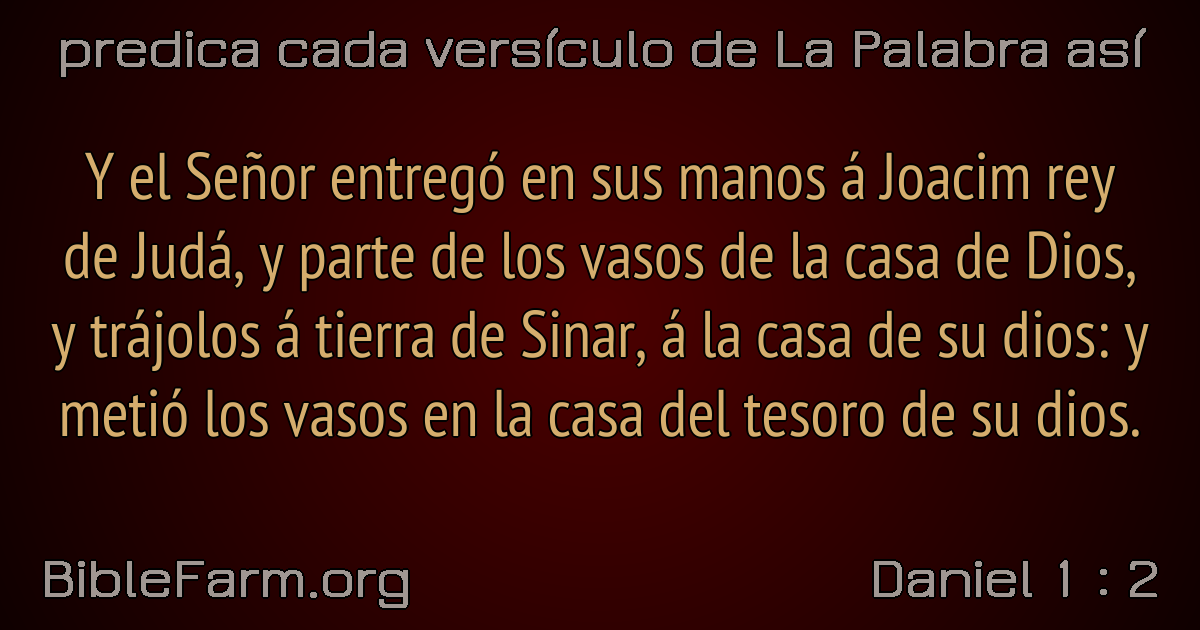 predica cada versículo de La Palabra así
Y el Señor entregó en sus manos á Joacim rey
de Judá, y parte de los vasos de la casa de Dios,
y trájolos á tierra de Sinar, á la casa de su dios: y
metió los vasos en la casa del tesoro de su dios.
BibleFarm.org
Daniel 1 : 2